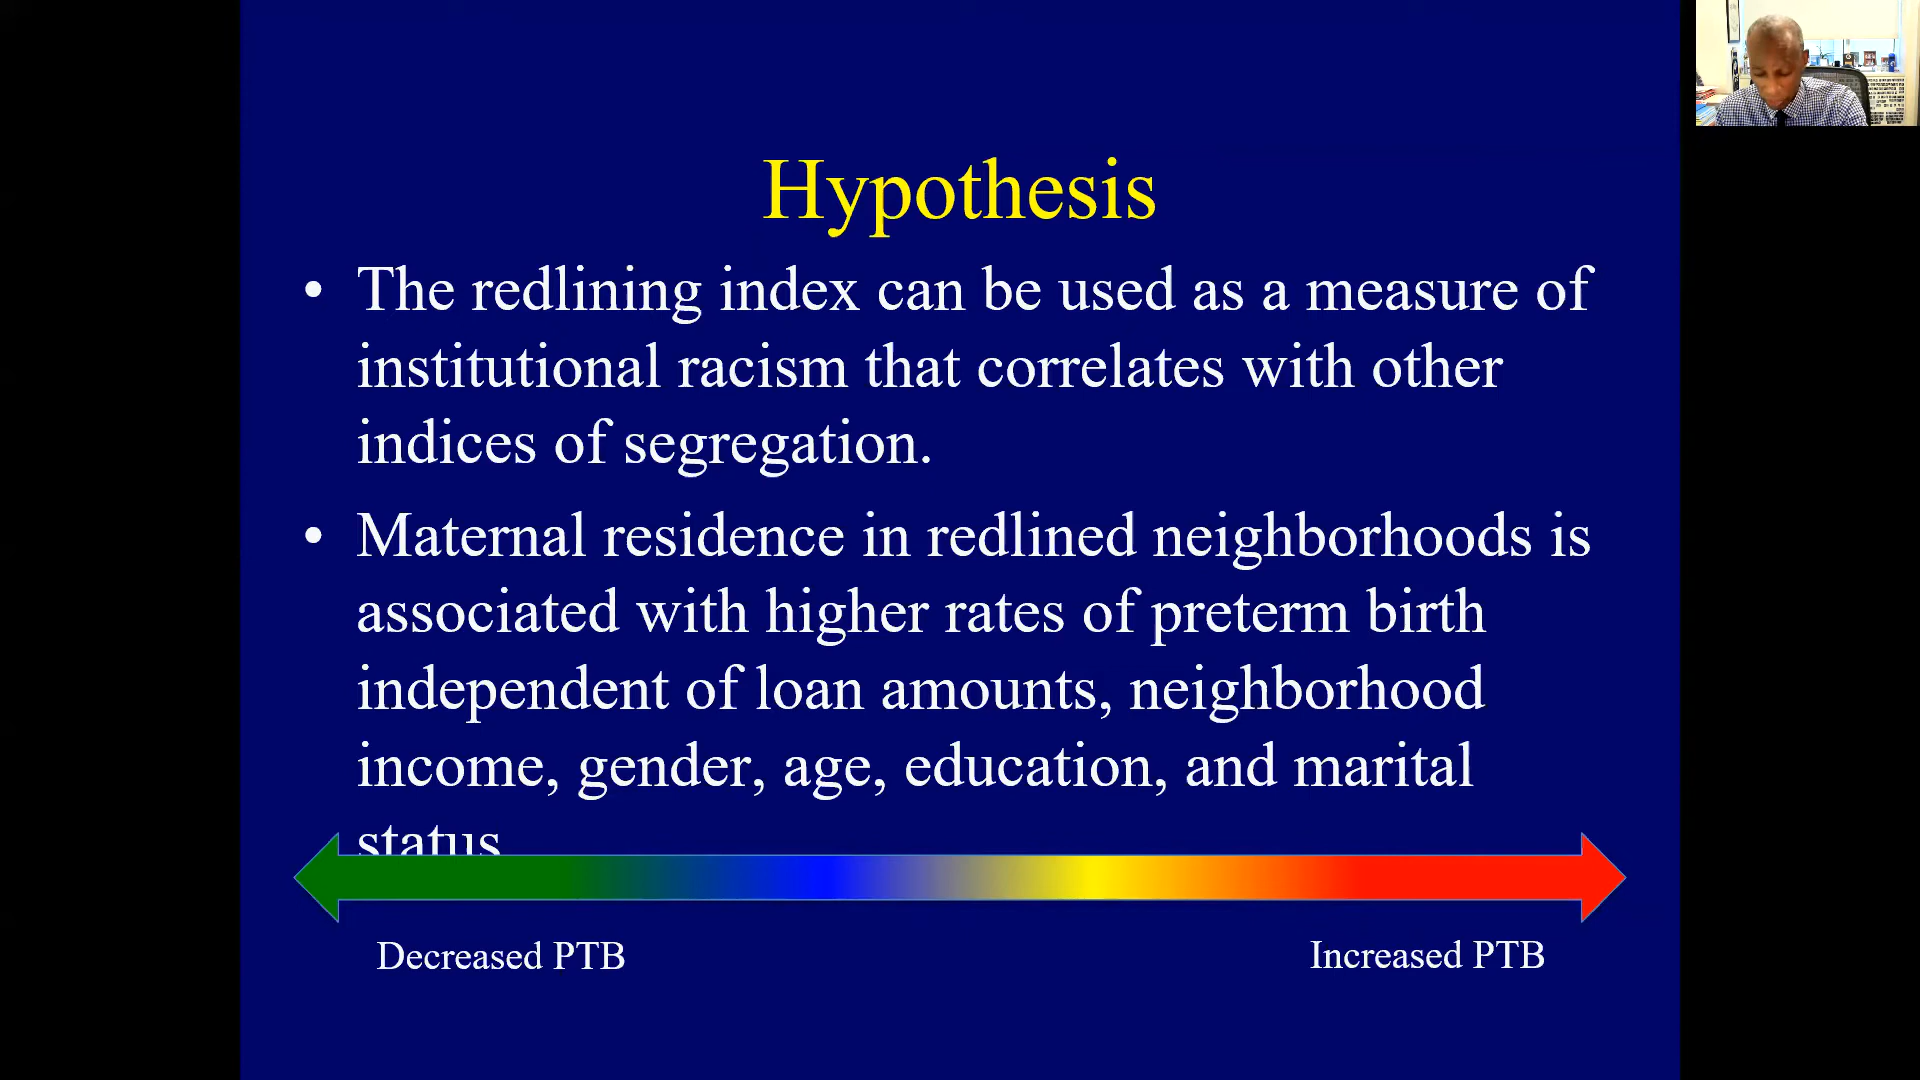 Hypothesis
• The redlining index can be used as a measure of
institutional racism that correlates with other
indices of segregation.
• Maternal residence in redlined neighborhoods is
associated with higher rates of preterm birth
independent of loan amounts, neighborhood
income, gender, age, education, and marital
status
Decreased PTB
Increased PTB